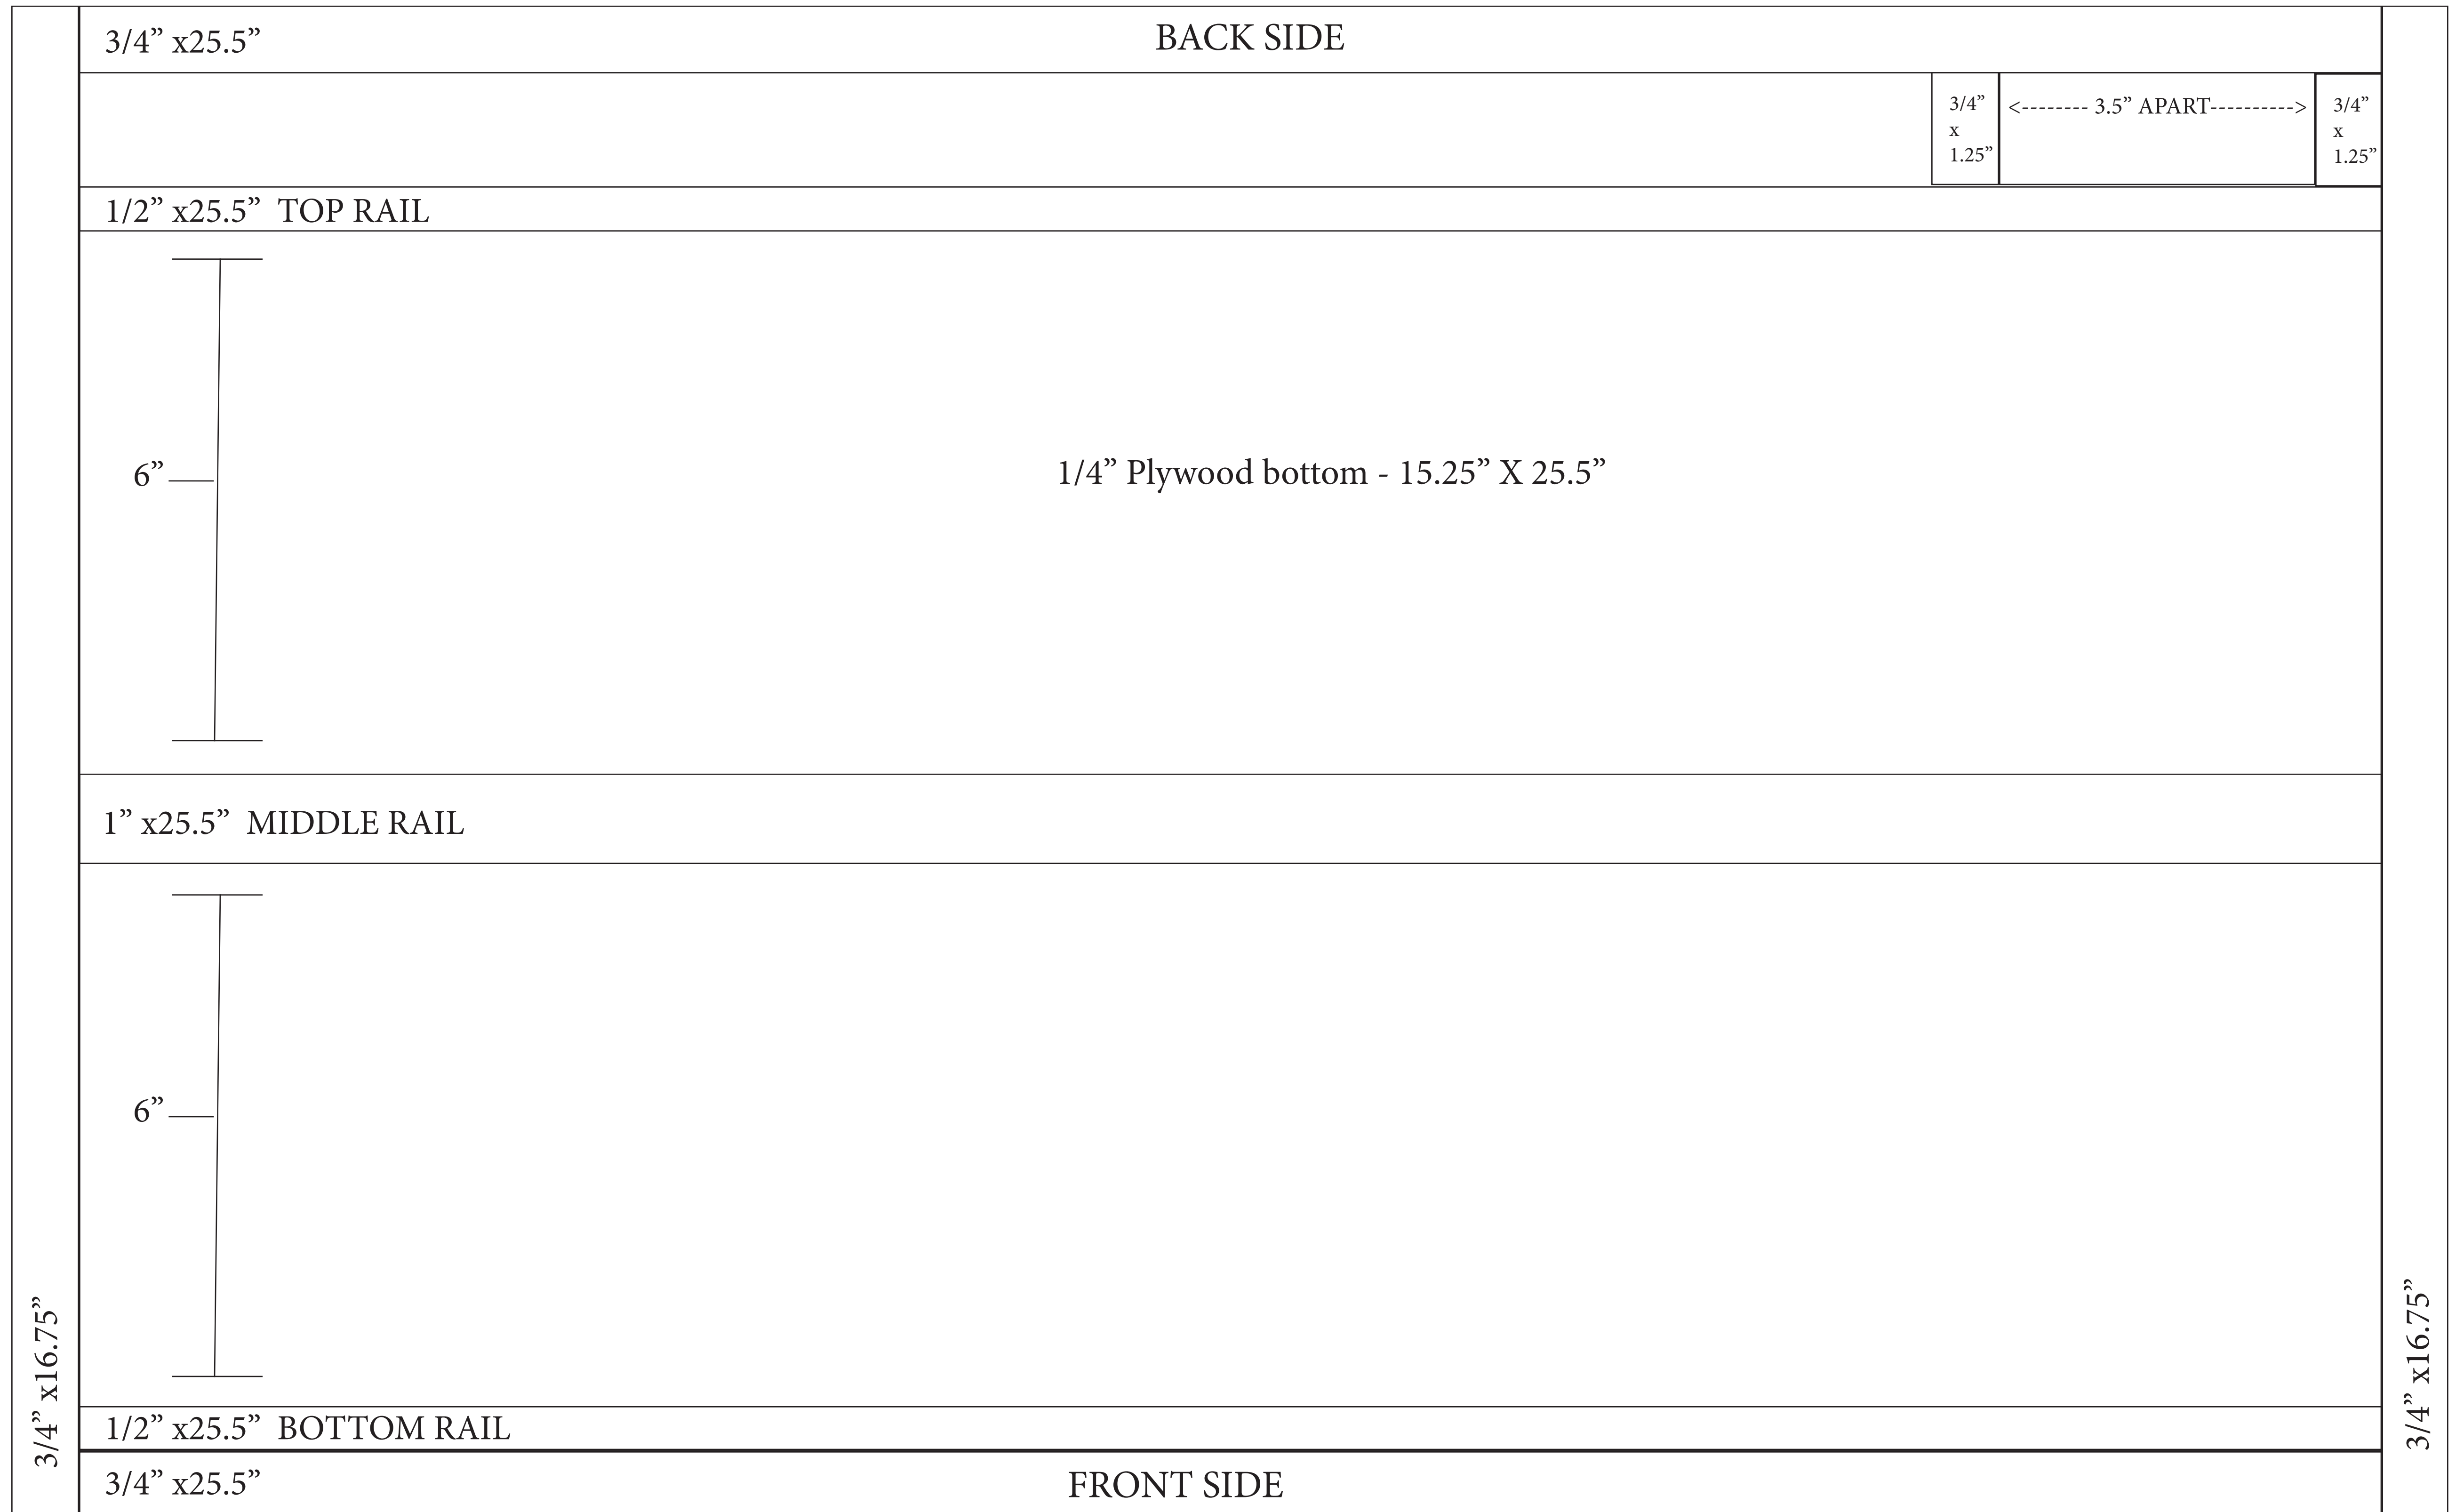 3/4” x25.5”
BACK SIDE
3/4”
x
1.25”
<-------- 3.5” APART---------->
3/4”
x
1.25”
1/2” x25.5”  TOP RAIL
6”
1/4” Plywood bottom - 15.25” X 25.5”
1” x25.5”  MIDDLE RAIL
6”
3/4” x16.75”
3/4” x16.75”
1/2” x25.5”  BOTTOM RAIL
3/4” x25.5”
FRONT SIDE